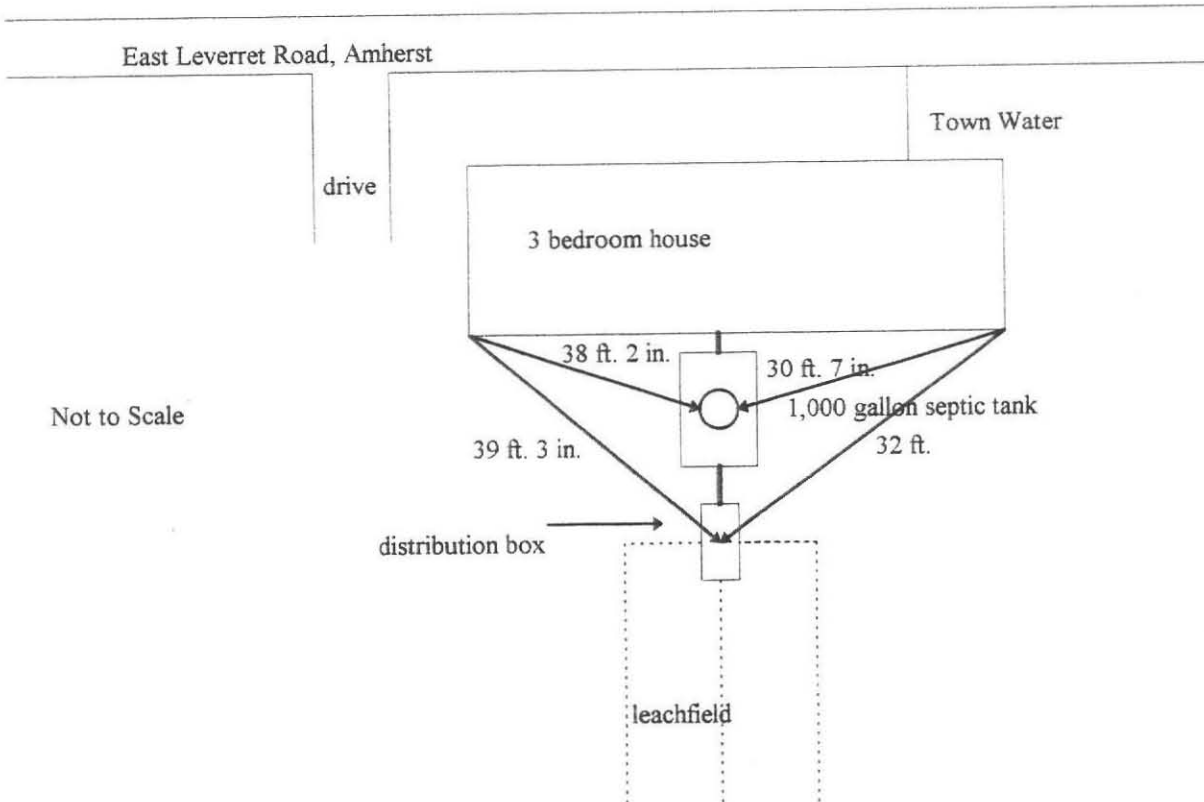 East Leverret Road, Amherst
Town Water
drive
3 bedroom house
38 ft. 2 in.
30 ft. 7 in.
1,000 gallon septic tank
Not to Scale
39 ft. 3 in.
32 ft.
distribution box
leachfield